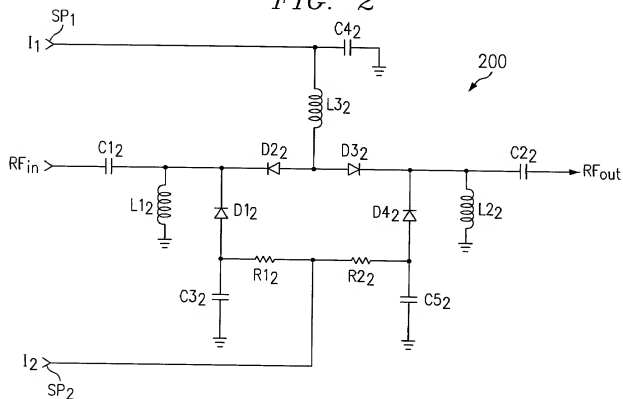 FIG. 2
SP1
I1
C42
200
L32
RFin
C12
D22
D32
C22
RFout
L12
D12
D42
L22
R12
R22
C32
C52
I2
SP2